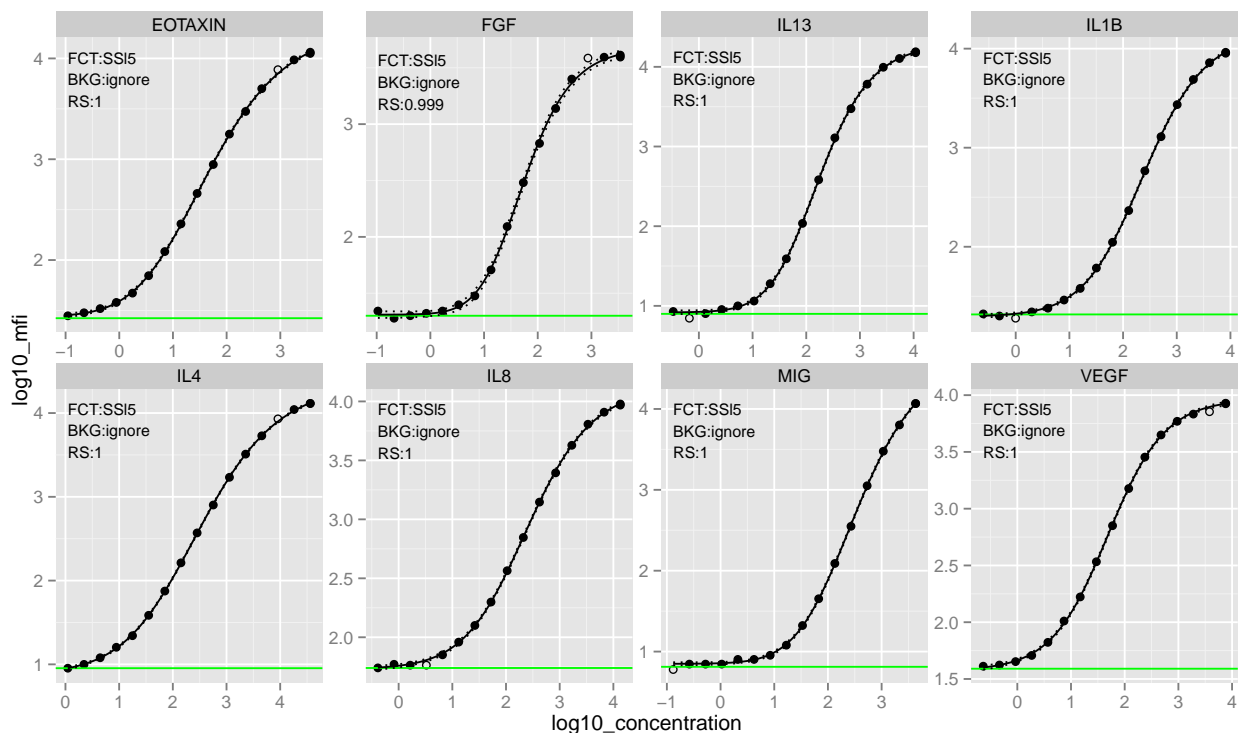 EOTAXIN
FCT:SSl5
BKG:ignore
RS:1
4
3
2
−1 0 1 2 3
FGF
FCT:SSl5
BKG:ignore
RS:0.999
3
2
−1 0 1 2 3
IL13
FCT:SSl5
BKG:ignore
RS:1
4
3
2
1
0 1 2 3 4
IL1B
FCT:SSl5
BKG:ignore
RS:1
4
3
2
0 1 2 3 4
log10_mfi
IL4
FCT:SSl5
BKG:ignore
RS:1
4
3
2
1
0 1 2 3 4
IL8
FCT:SSl5
BKG:ignore
RS:1
4.0
3.5
3.0
2.5
2.0
0 1 2 3 4
MIG
FCT:SSl5
BKG:ignore
RS:1
4
3
2
1
−1 0 1 2 3
VEGF
FCT:SSl5
BKG:ignore
RS:1
4.0
3.5
3.0
2.5
2.0
1.5
0 1 2 3 4
log10_concentration